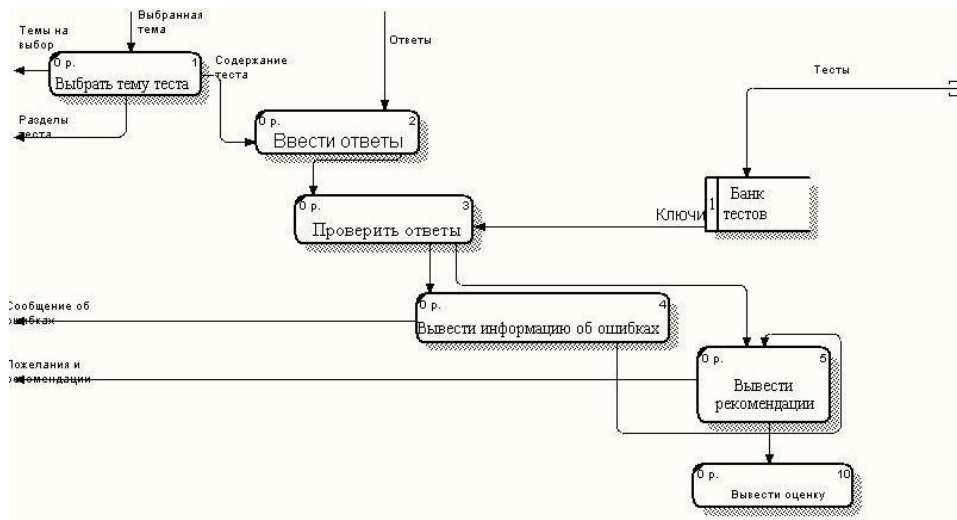 Выбранная
тема
Темы на
выбор
0 р. 1
Выбрать тему теста
Содержание
теста
Ответы
Тесты
Разделы
теста
0 р. 2
Ввести ответы
0 р. 3
Проверить ответы
Ключи
1
Банк
тестов
Сообщение об
ошибках
0 р. 4
Вывести информацию об ошибках
Пожелания и
рекомендации
0 р. 5
Вывести
рекомендации
0 р. 10
Вывести оценку